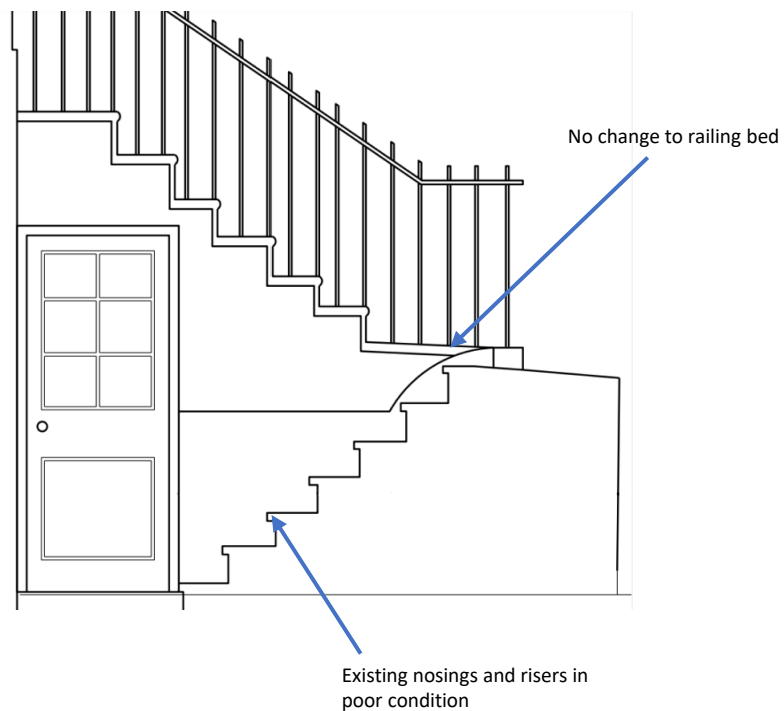 No change to railing bed
Existing nosings and risers in
poor condition